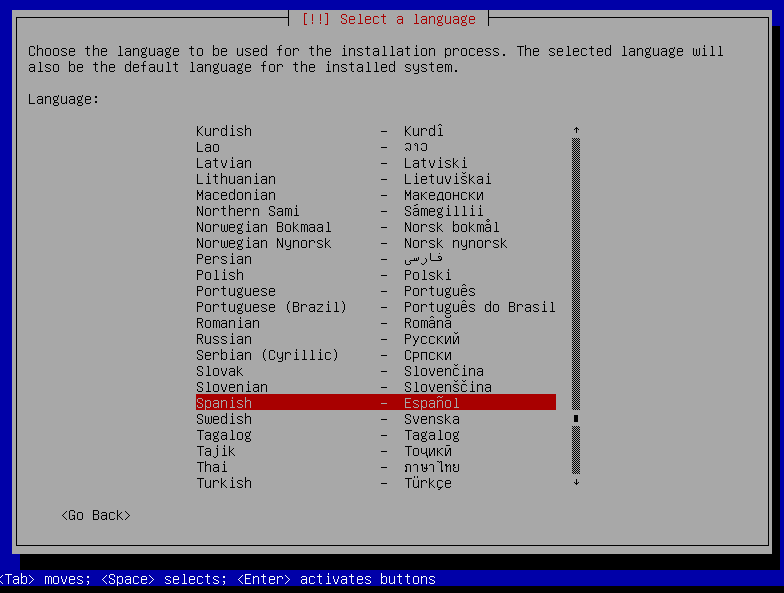 [!!] Select a language
Choose the language to be used for the installation process. The selected language will
also be the default language for the installed system.
Language:
Kurdish - Kurdî
Lao - ລາວ
Latvian - Latviski
Lithuanian - Lietuviškai
Macedonian - Македонски
Northern Sami - Sámegillii
Norwegian Bokmaal - Norsk bokmål
Norwegian Nynorsk - Norsk nynorsk
Persian - فارسی
Polish - Polski
Portuguese - Português
Portuguese (Brazil) - Português do Brasil
Romanian - Română
Russian - Русский
Serbian (Cyrillic) - Српски
Slovak - Slovenčina
Slovenian - Slovenščina
Spanish - Español
Swedish - Svenska
Tagalog - Tagalog
Tajik - Тоҷикӣ
Thai - ภาษาไทย
Turkish - Türkçe
<Go Back>
<Tab> moves; <Space> selects; <Enter> activates buttons